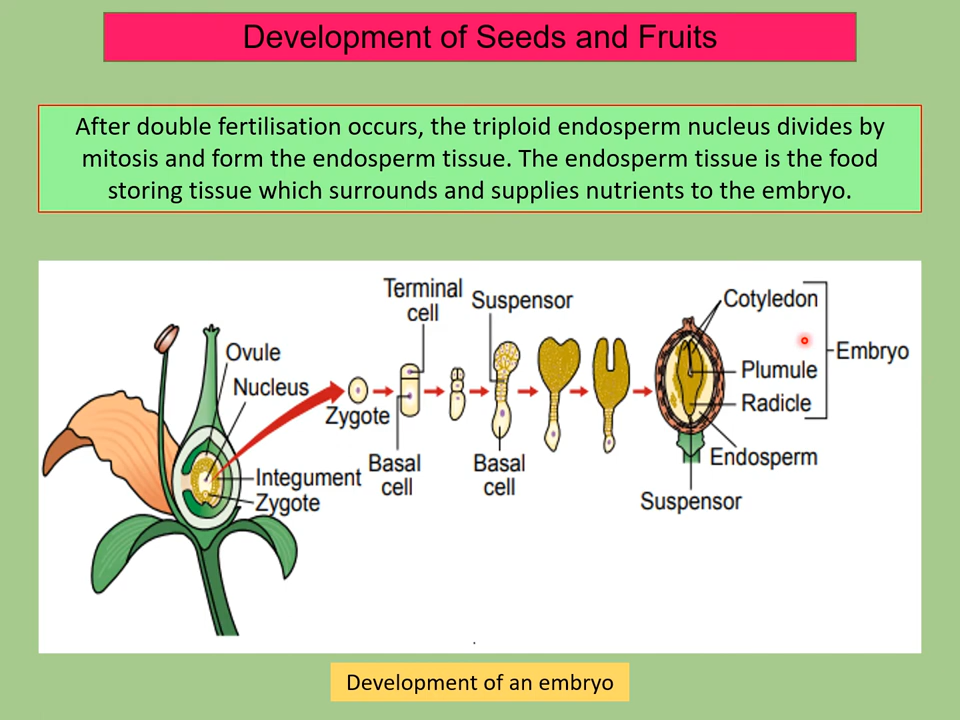 Development of Seeds and Fruits
After double fertilisation occurs, the triploid endosperm nucleus divides by
mitosis and form the endosperm tissue. The endosperm tissue is the food
storing tissue which surrounds and supplies nutrients to the embryo.
Ovule
Nucleus
Integument
Zygote
Zygote
Terminal
cell
Basal
cell
Suspensor
Basal
cell
Cotyledon
Plumule
Radicle
Embryo
Endosperm
Suspensor
Development of an embryo